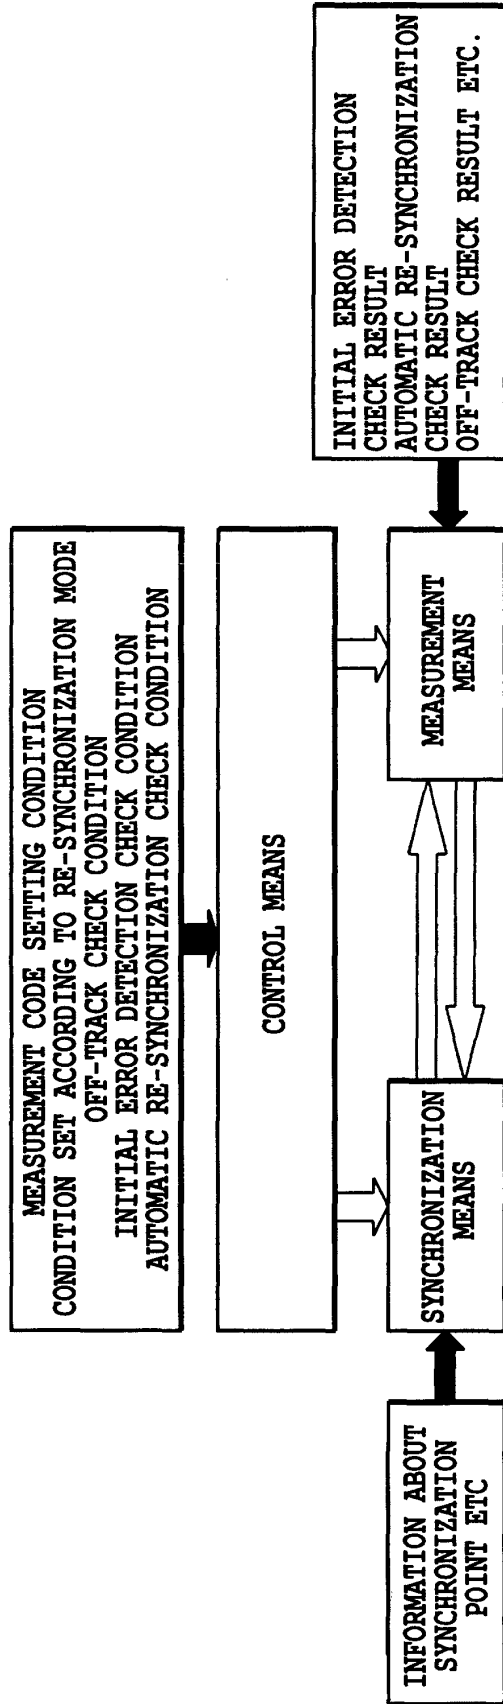 MEASUREMENT CODE SETTING CONDITION
CONDITION SET ACCORDING TO RE-SYNCHRONIZATION MODE
OFF-TRACK CHECK CONDITION
INITIAL ERROR DETECTION CHECK CONDITION
AUTOMATIC RE-SYNCHRONIZATION CHECK CONDITION
CONTROL MEANS
INFORMATION ABOUT
SYNCHRONIZATION
POINT ETC
SYNCHRONIZATION
MEANS
MEASUREMENT
MEANS
INITIAL ERROR DETECTION
CHECK RESULT
AUTOMATIC RE-SYNCHRONIZATION
CHECK RESULT
OFF-TRACK CHECK RESULT ETC.